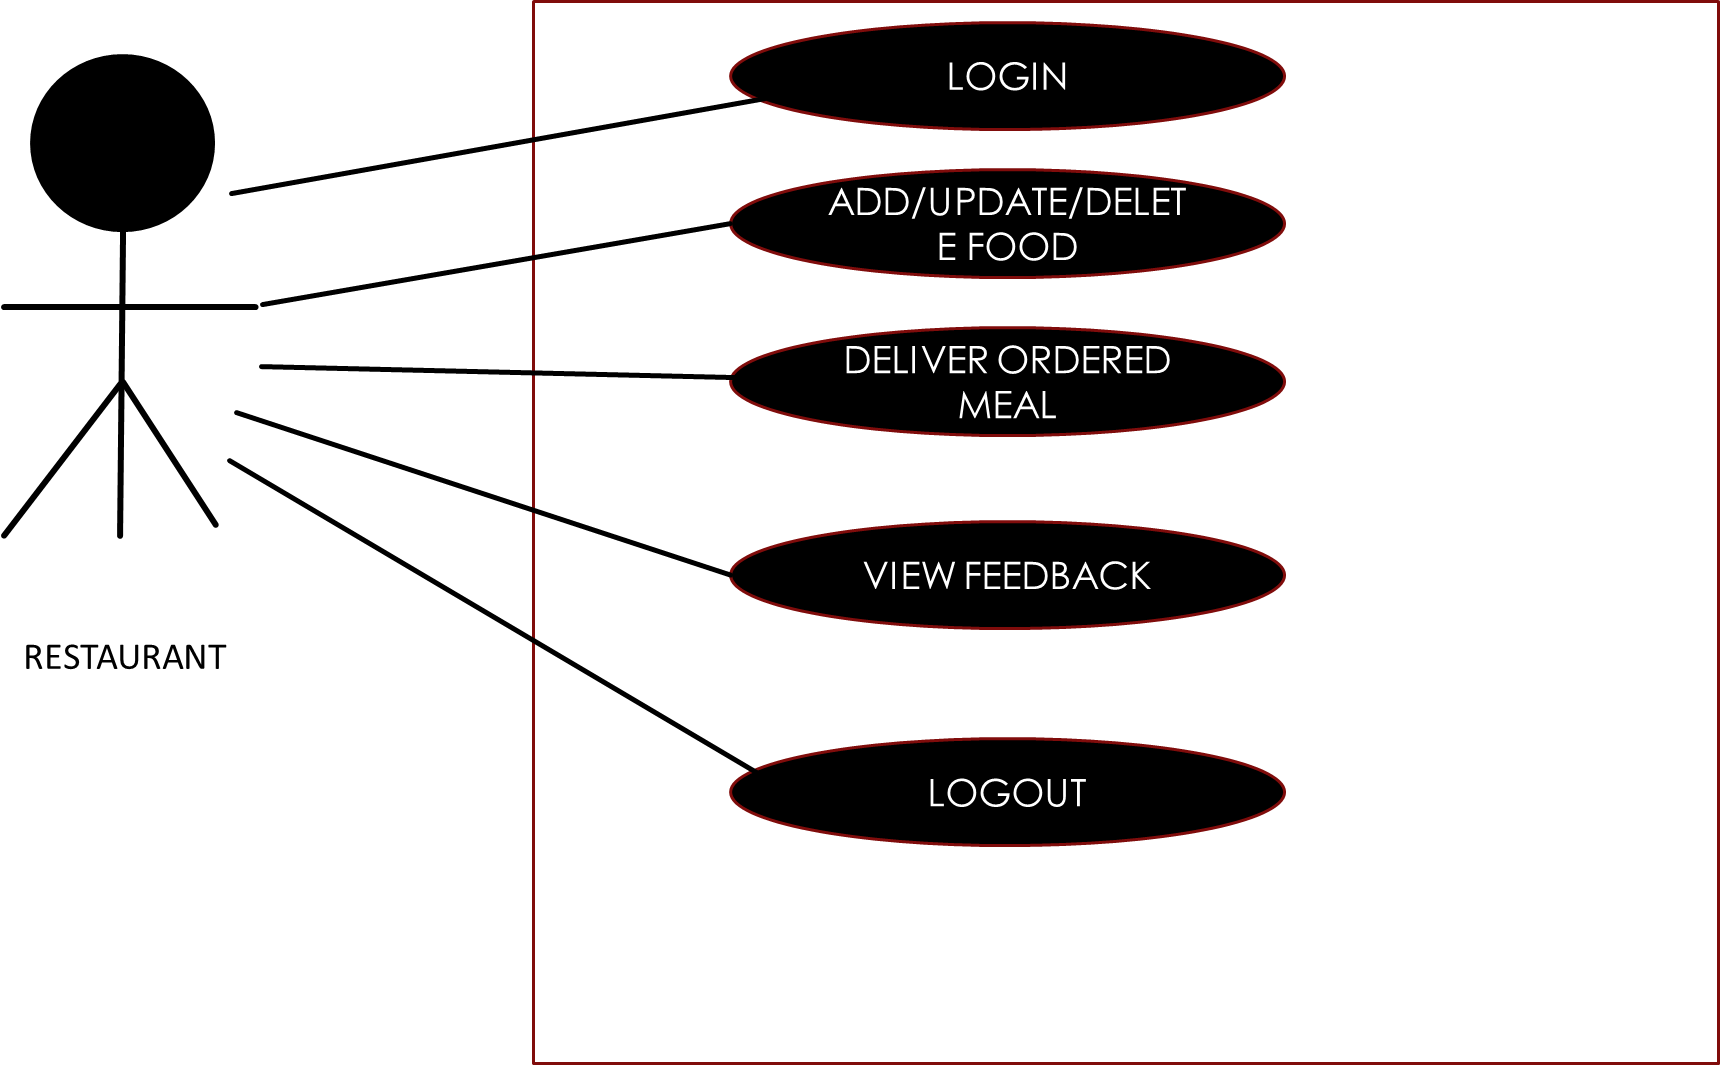 LOGIN
ADD/UPDATE/DELET
E FOOD
DELIVER ORDERED
MEAL
VIEW FEEDBACK
RESTAURANT
LOGOUT